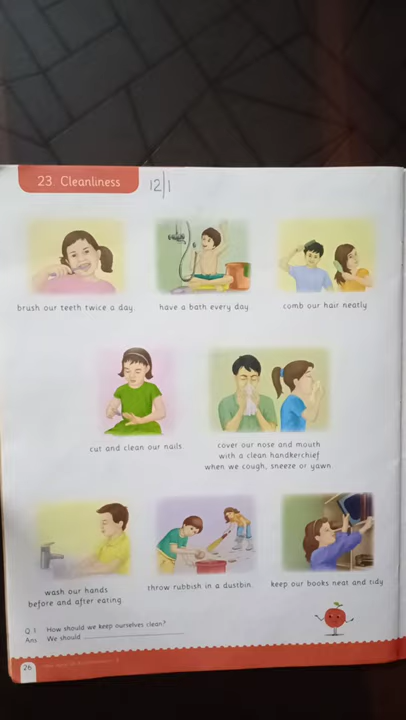 23. Cleanliness
12/1
brush our teeth twice a day.
have a bath every day.
comb our hair neatly.
cut and clean our nails.
cover our nose and mouth
with a clean handkerchief
when we cough, sneeze or yawn.
wash our hands
before and after eating.
throw rubbish in a dustbin.
keep our books neat and tidy.
Q.1. How should we keep ourselves clean?
Ans. We should
26